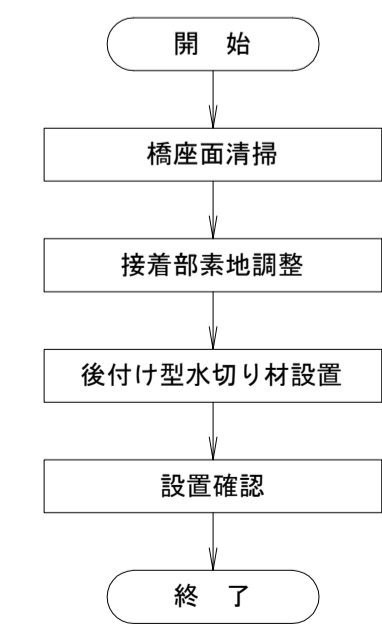 開　始
橋座面清掃
接着部素地調整
後付け型水切り材設置
設置確認
終　了